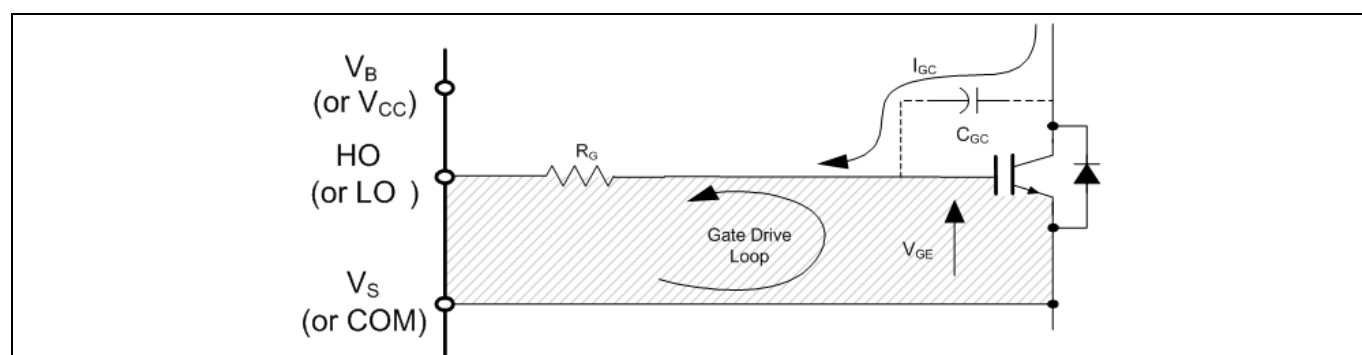 V_B
(or V_CC)
HO
(or LO )
V_S
(or COM)
R_G
I_GC
C_GC
Gate Drive
Loop
V_GE